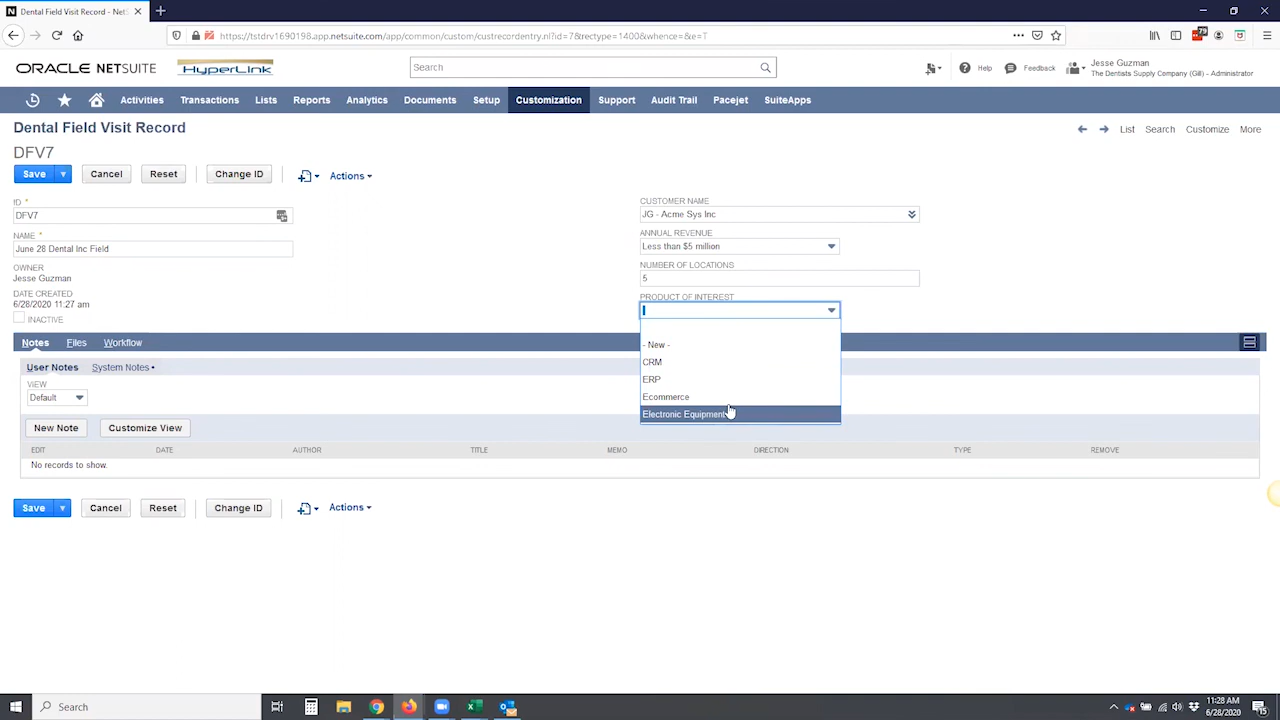 Dental Field Visit Record - Net
https://tstdrv1690198.app.netsuite.com/app/common/custom/custrecordentry.nl?id=7&rectype=1400&whence=&e=T
ORACLE NETSUITE
HyperLink
Search
Help
Feedback
Jesse Guzman
The Dentists Supply Company (Gill) - Administrator
Activities
Transactions
Lists
Reports
Analytics
Documents
Setup
Customization
Support
Audit Trail
Pacejet
SuiteApps
Dental Field Visit Record
List
Search
Customize
More
DFV7
Save
Cancel
Reset
Change ID
Actions
ID *
DFV7
NAME *
June 28 Dental Inc Field
OWNER
Jesse Guzman
DATE CREATED
6/28/2020 11:27 am
INACTIVE
CUSTOMER NAME
JG - Acme Sys Inc
ANNUAL REVENUE
Less than $5 million
NUMBER OF LOCATIONS
5
PRODUCT OF INTEREST
- New -
CRM
ERP
Ecommerce
Electronic Equipment
Notes
Files
Workflow
User Notes
System Notes •
VIEW
Default
New Note
Customize View
EDIT
DATE
AUTHOR
TITLE
MEMO
DIRECTION
TYPE
REMOVE
No records to show.
Save
Cancel
Reset
Change ID
Actions
Search
11:28 AM
6/28/2020
15